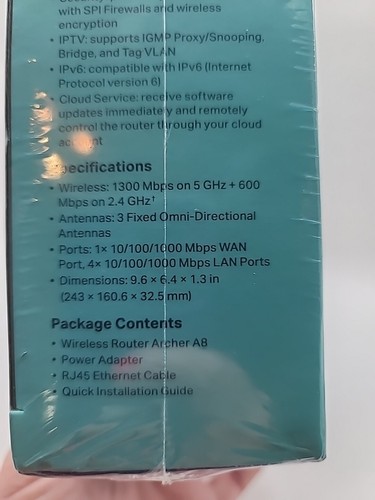 with SPI Firewalls and wireless
encryption
• IPTV: supports IGMP Proxy/Snooping,
Bridge, and Tag VLAN
• IPv6: compatible with IPv6 (Internet
Protocol version 6)
• Cloud Service: receive software
updates immediately and remotely
control the router through your cloud
account
Specifications
• Wireless: 1300 Mbps on 5 GHz + 600
Mbps on 2.4 GHz†
• Antennas: 3 Fixed Omni-Directional
Antennas
• Ports: 1× 10/100/1000 Mbps WAN
Port, 4× 10/100/1000 Mbps LAN Ports
• Dimensions: 9.6 × 6.4 × 1.3 in
(243 × 160.6 × 32.5 mm)
Package Contents
• Wireless Router Archer A8
• Power Adapter
• RJ45 Ethernet Cable
• Quick Installation Guide